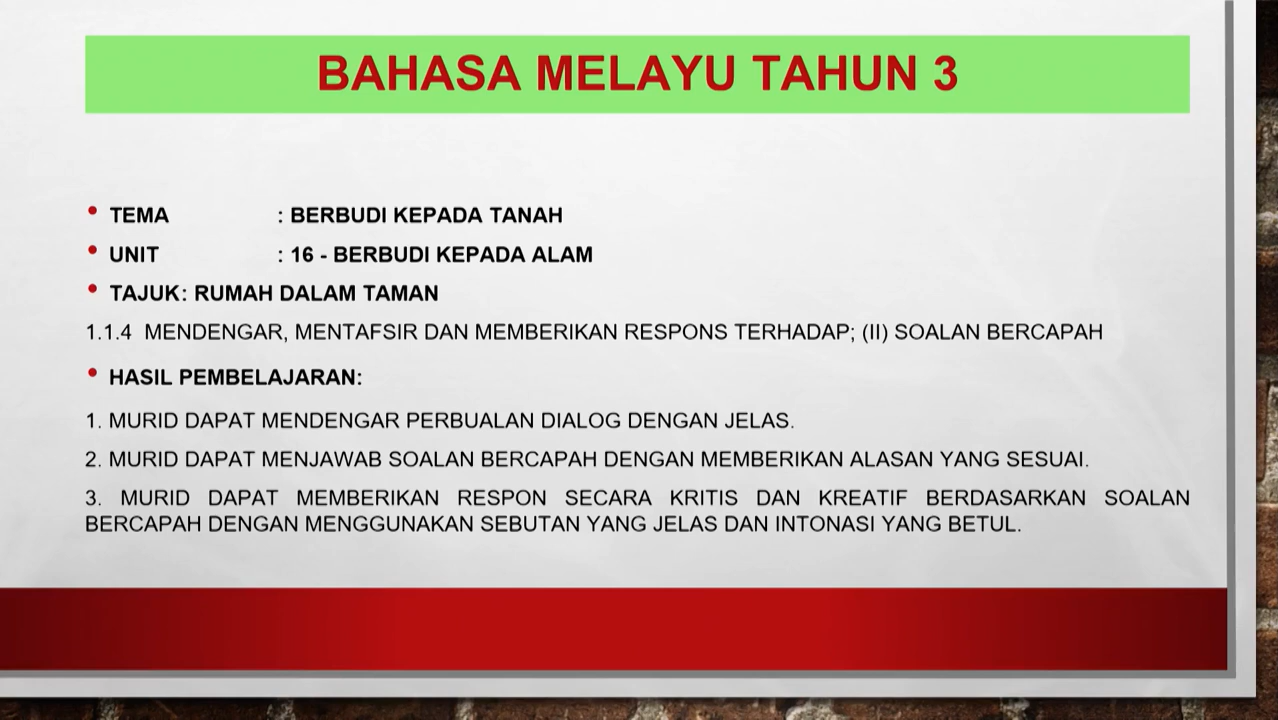 BAHASA MELAYU TAHUN 3
• TEMA : BERBUDI KEPADA TANAH
• UNIT : 16 - BERBUDI KEPADA ALAM
• TAJUK: RUMAH DALAM TAMAN
1.1.4 MENDENGAR, MENTAFSIR DAN MEMBERIKAN RESPONS TERHADAP; (II) SOALAN BERCAPAH
• HASIL PEMBELAJARAN:
1. MURID DAPAT MENDENGAR PERBUALAN DIALOG DENGAN JELAS.
2. MURID DAPAT MENJAWAB SOALAN BERCAPAH DENGAN MEMBERIKAN ALASAN YANG SESUAI.
3. MURID DAPAT MEMBERIKAN RESPON SECARA KRITIS DAN KREATIF BERDASARKAN SOALAN
BERCAPAH DENGAN MENGGUNAKAN SEBUTAN YANG JELAS DAN INTONASI YANG BETUL.